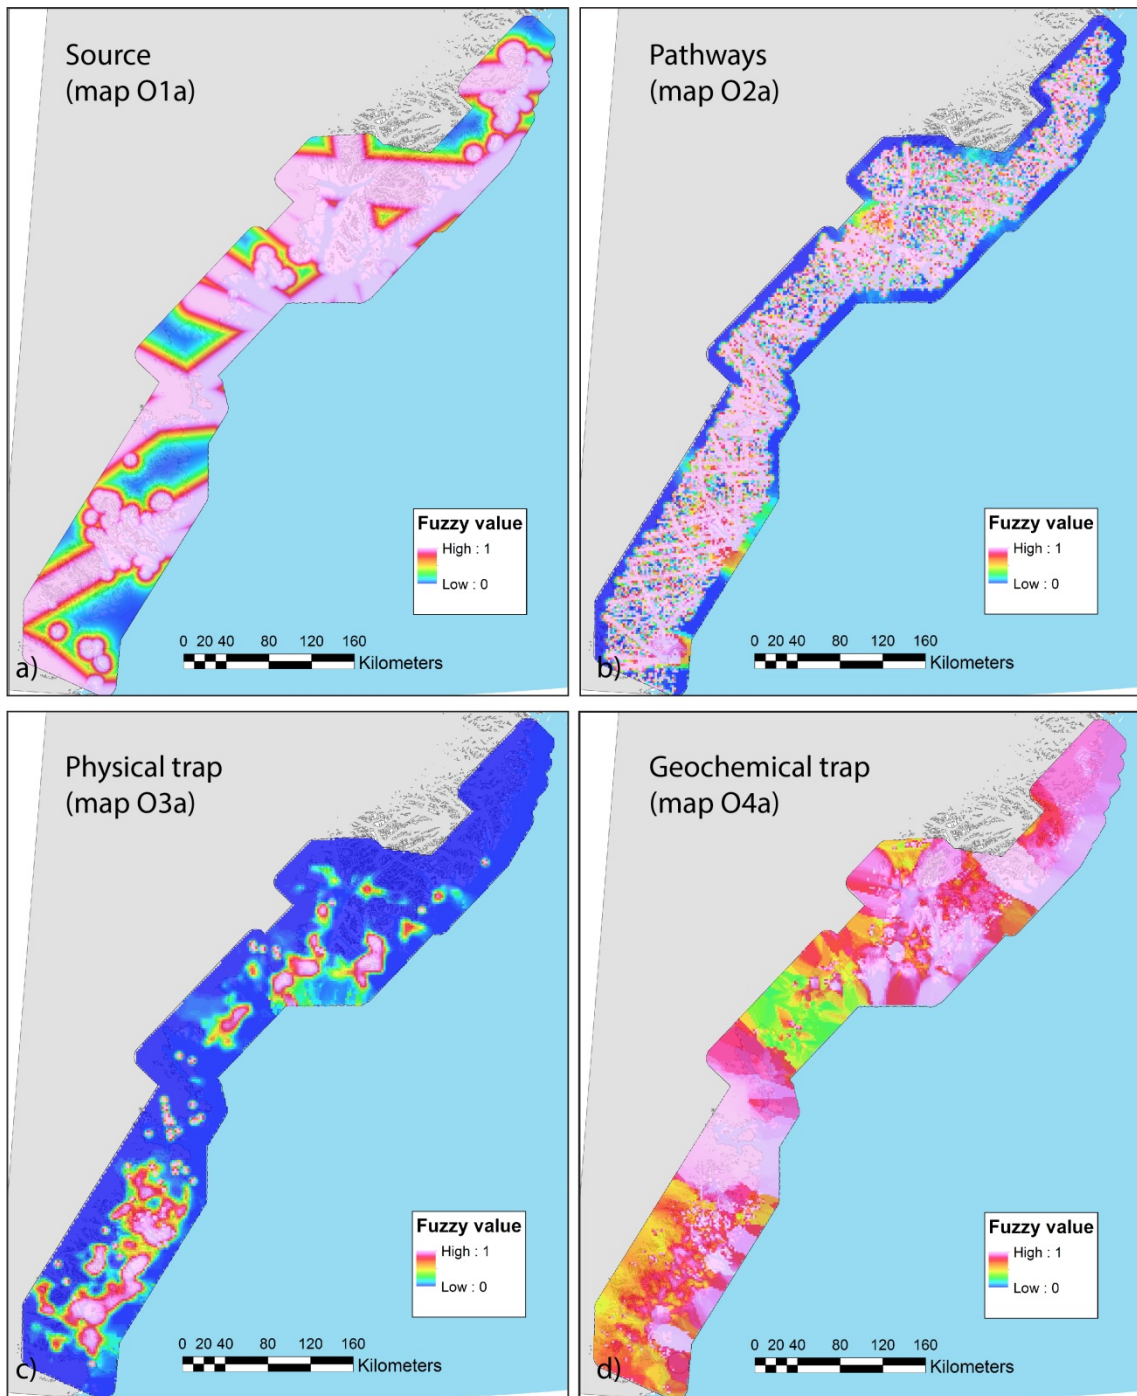 Source
(map O1a)
Fuzzy value
High : 1
Low : 0
0 20 40 80 120 160
Kilometers
a)
Pathways
(map O2a)
Fuzzy value
High : 1
Low : 0
0 20 40 80 120 160
Kilometers
b)
Physical trap
(map O3a)
Fuzzy value
High : 1
Low : 0
0 20 40 80 120 160
Kilometers
c)
Geochemical trap
(map O4a)
Fuzzy value
High : 1
Low : 0
0 20 40 80 120 160
Kilometers
d)